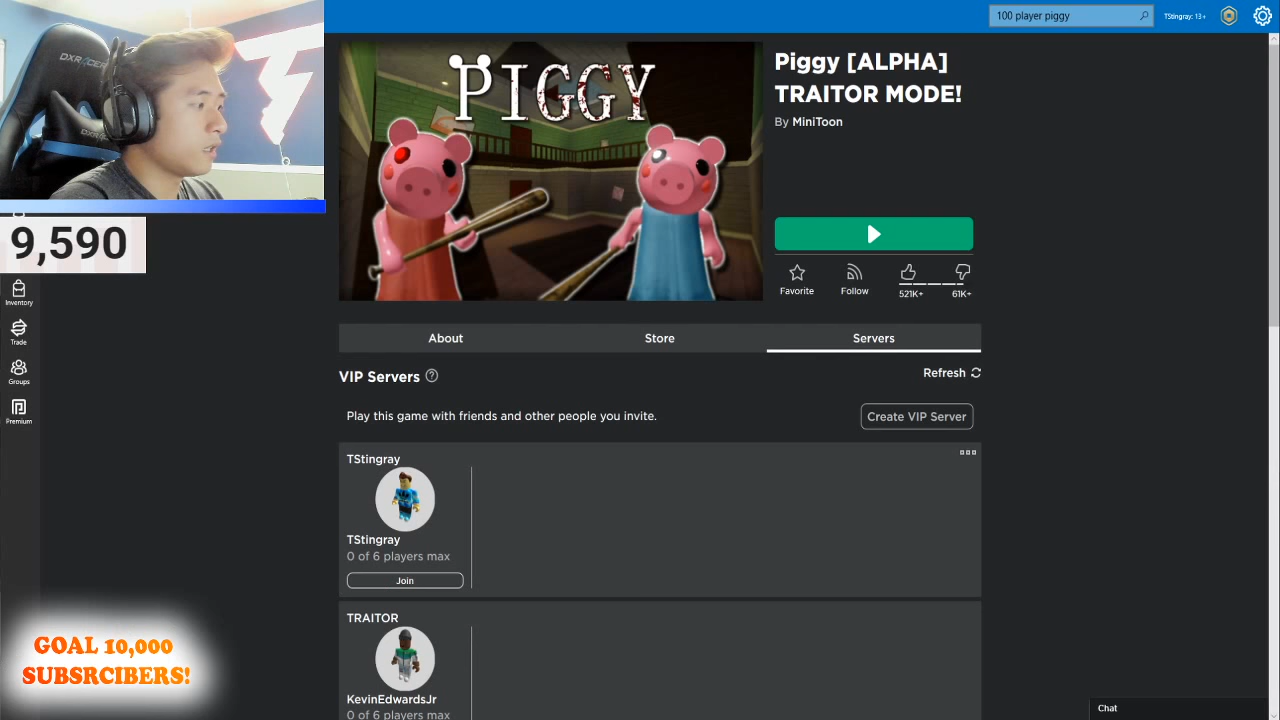 100 player piggy
TStingray: 13+
DXRACER
9,590
Inventory
Trade
Groups
Premium
PIGGY
Piggy [ALPHA]
TRAITOR MODE!
By MiniToon
Favorite
Follow
521K+
61K+
About
Store
Servers
VIP Servers
Refresh
Play this game with friends and other people you invite.
Create VIP Server
TStingray
TStingray
0 of 6 players max
Join
TRAITOR
KevinEdwardsJr
0 of 6 players max
GOAL 10,000
SUBSRCIBERS!
Chat